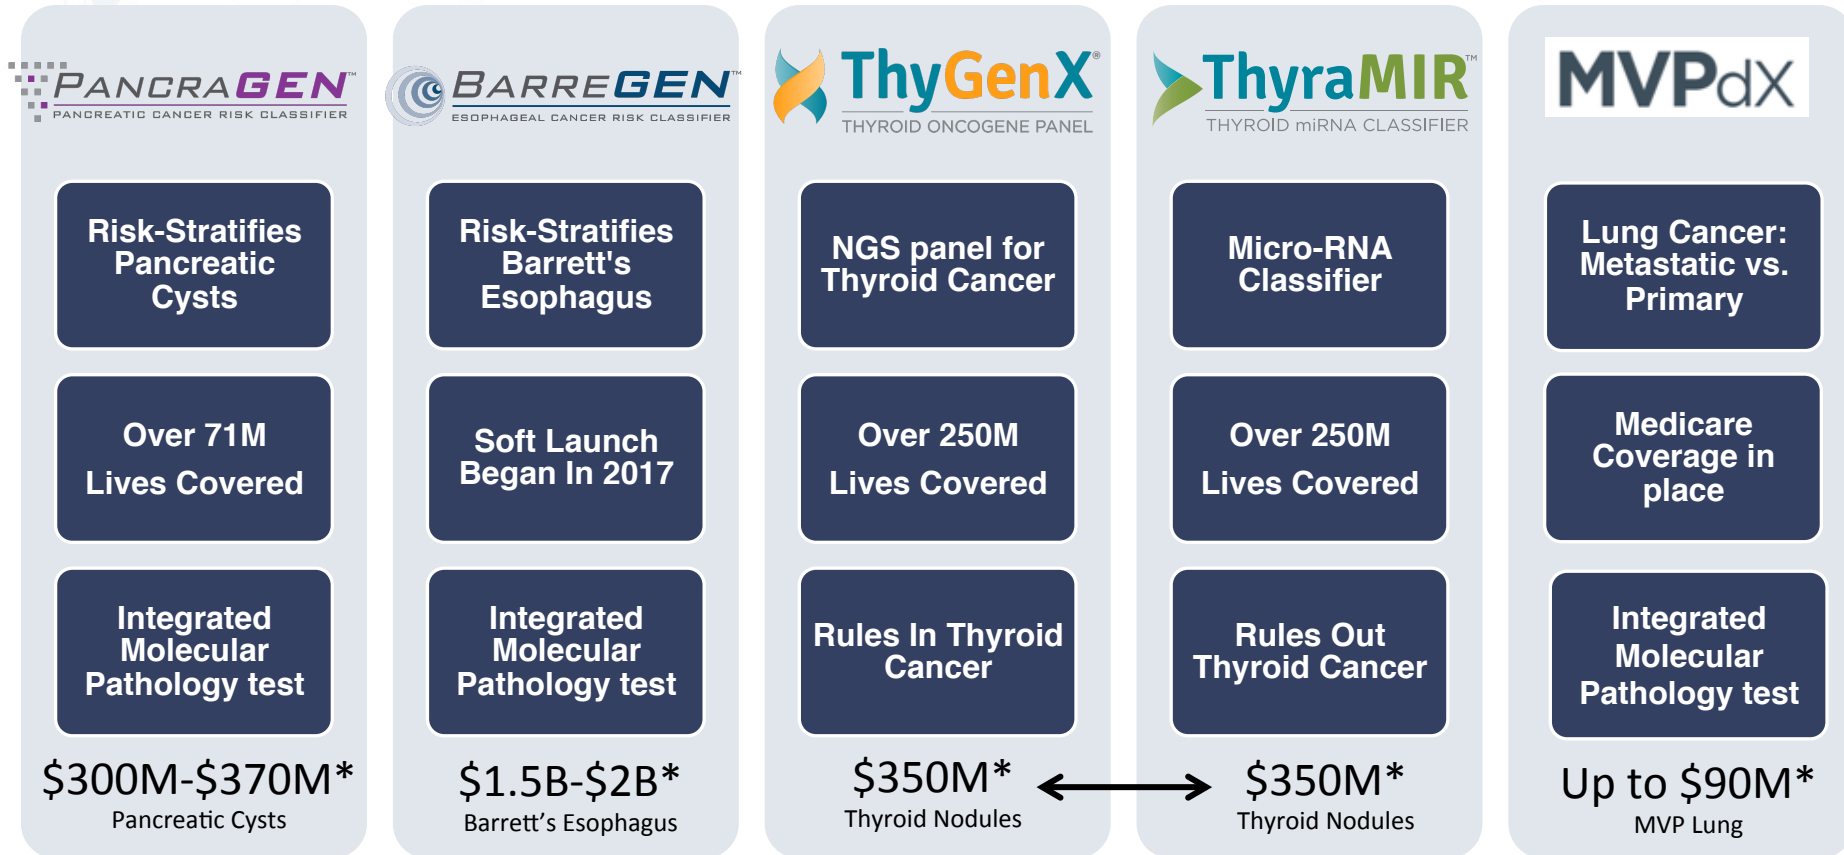 PANCRAGEN™
PANCREATIC CANCER RISK CLASSIFIER
Risk-Stratifies
Pancreatic
Cysts
Over 71M
Lives Covered
Integrated
Molecular
Pathology test
$300M-$370M*
Pancreatic Cysts
BARREGEN™
ESOPHAGEAL CANCER RISK CLASSIFIER
Risk-Stratifies
Barrett's
Esophagus
Soft Launch
Began In 2017
Integrated
Molecular
Pathology test
$1.5B-$2B*
Barrett’s Esophagus
ThyGenX®
THYROID ONCOGENE PANEL
NGS panel for
Thyroid Cancer
Over 250M
Lives Covered
Rules In Thyroid
Cancer
$350M*
Thyroid Nodules
ThyraMIR™
THYROID miRNA CLASSIFIER
Micro-RNA
Classifier
Over 250M
Lives Covered
Rules Out
Thyroid Cancer
$350M*
Thyroid Nodules
MVPdX
Lung Cancer:
Metastatic vs.
Primary
Medicare
Coverage in
place
Integrated
Molecular
Pathology test
Up to $90M*
MVP Lung